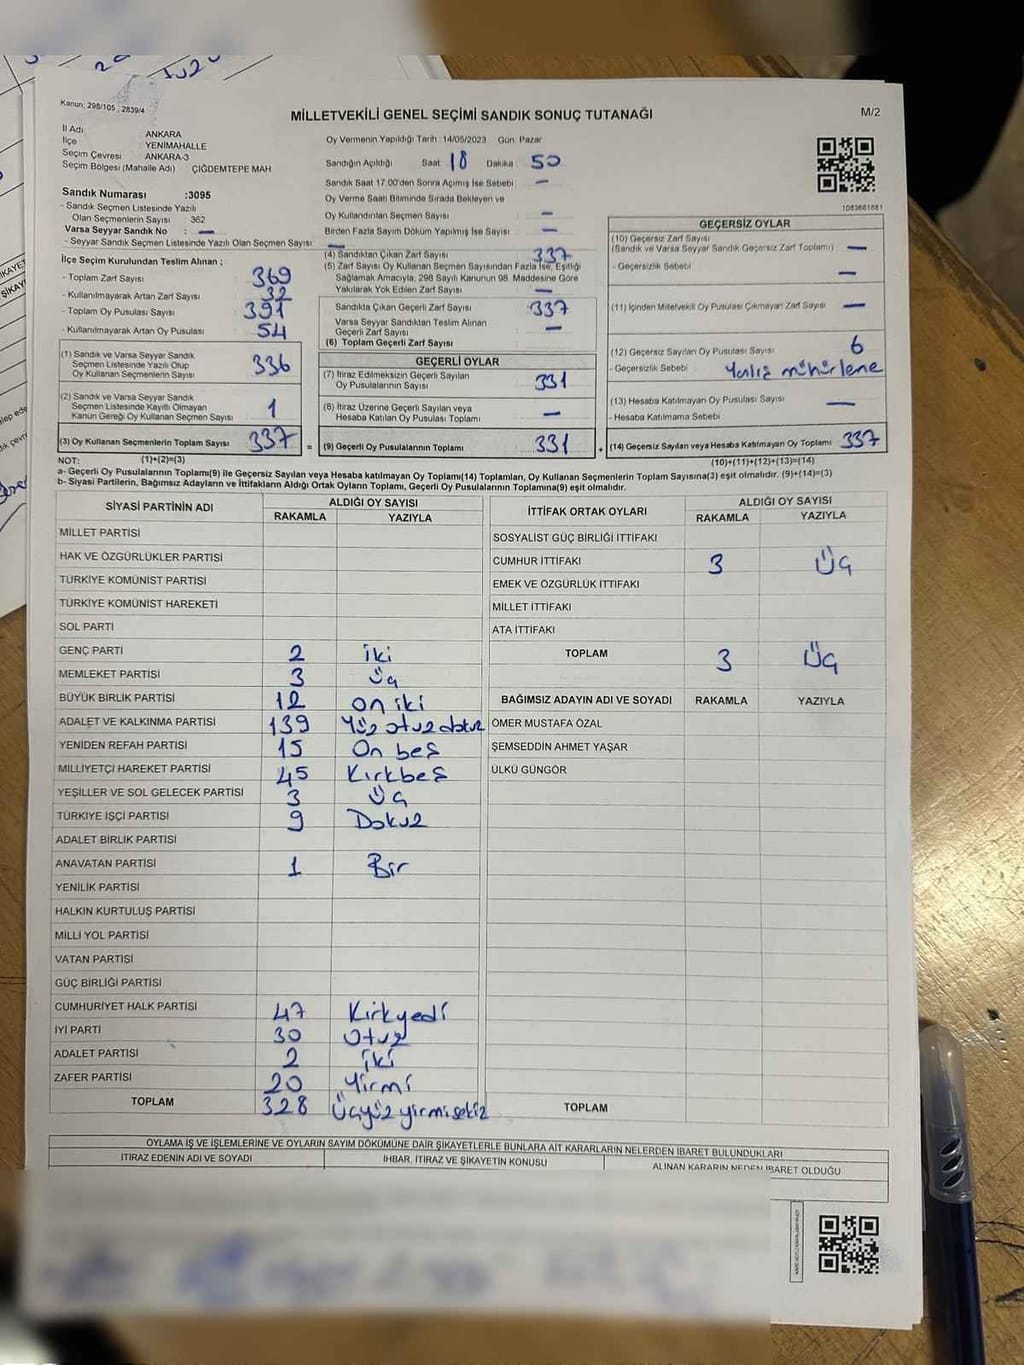 Kanun; 298/105 , 2839/4
MİLLETVEKİLİ GENEL SEÇİMİ SANDIK SONUÇ TUTANAĞI
M/2
İl Adı ANKARA
İlçe YENİMAHALLE
Seçim Çevresi ANKARA-3
Seçim Bölgesi (Mahalle Adı) ÇİĞDEMTEPE MAH
Sandık Numarası :3095
- Sandık Seçmen Listesinde Yazılı
Olan Seçmenlerin Sayısı : 362
Varsa Seyyar Sandık No : —
- Seyyar Sandık Seçmen Listesinde Yazılı Olan Seçmen Sayısı: —
İlçe Seçim Kurulundan Teslim Alınan ;
- Toplam Zarf Sayısı 369
- Kullanılmayarak Artan Zarf Sayısı 32
- Toplam Oy Pusulası Sayısı 391
- Kullanılmayarak Artan Oy Pusulası 54
(1) Sandık ve Varsa Seyyar Sandık
Seçmen Listesinde Yazılı Olup
Oy Kullanan Seçmenlerin Sayısı 336
(2) Sandık ve Varsa Seyyar Sandık
Seçmen Listesinde Kayıtlı Olmayan
Kanun Gereği Oy Kullanan Seçmen Sayısı 1
(3) Oy Kullanan Seçmenlerin Toplam Sayısı 337 =
Oy Vermenin Yapıldığı Tarih :14/05/2023 Gün: Pazar
Sandığın Açıldığı Saat 18 Dakika 50
Sandık Saat 17:00'den Sonra Açılmış İse Sebebi —
Oy Verme Saati Bitiminde Sırada Bekleyen ve
Oy Kullandırılan Seçmen Sayısı —
Birden Fazla Sayım Döküm Yapılmış İse Sayısı —
(4) Sandıktan Çıkan Zarf Sayısı 337
(5) Zarf Sayısı Oy Kullanan Seçmen Sayısından Fazla İse, Eşitliği
Sağlamak Amacıyla; 298 Sayılı Kanunun 98. Maddesine Göre
Yakılarak Yok Edilen Zarf Sayısı —
Sandıkta Çıkan Geçerli Zarf Sayısı 337
Varsa Seyyar Sandıktan Teslim Alınan
Geçerli Zarf Sayısı —
(6) Toplam Geçerli Zarf Sayısı
GEÇERLİ OYLAR
(7) İtiraz Edilmeksizin Geçerli Sayılan
Oy Pusulalarının Sayısı 331
(8) İtiraz Üzerine Geçerli Sayılan veya
Hesaba Katılan Oy Pusulası Toplamı —
(9) Geçerli Oy Pusulalarının Toplamı 331 +
1083681881
GEÇERSİZ OYLAR
(10) Geçersiz Zarf Sayısı
(Sandık ve Varsa Seyyar Sandık Geçersiz Zarf Toplamı) —
- Geçersizlik Sebebi —
(11) İçinden Milletvekili Oy Pusulası Çıkmayan Zarf Sayısı —
(12) Geçersiz Sayılan Oy Pusulası Sayısı 6
- Geçersizlik Sebebi mühürlene
(13) Hesaba Katılmayan Oy Pusulası Sayısı —
- Hesaba Katılmama Sebebi
(14) Geçersiz Sayılan veya Hesaba Katılmayan Oy Toplamı 337
NOT: (1)+(2)=(3) (10)+(11)+(12)+(13)=(14)
a- Geçerli Oy Pusulalarının Toplamı(9) ile Geçersiz Sayılan veya Hesaba katılmayan Oy Toplamı(14) Toplamları, Oy Kullanan Seçmenlerin Toplam Sayısına(3) eşit olmalıdır. (9)+(14)=(3)
b- Siyasi Partilerin, Bağımsız Adayların ve İttifakların Aldığı Ortak Oyların Toplamı, Geçerli Oy Pusulalarının Toplamına(9) eşit olmalıdır.
SİYASİ PARTİNİN ADI ALDIĞI OY SAYISI
RAKAMLA YAZIYLA
MİLLET PARTİSİ
HAK VE ÖZGÜRLÜKLER PARTİSİ
TÜRKİYE KOMÜNİST PARTİSİ
TÜRKİYE KOMÜNİST HAREKETİ
SOL PARTİ
GENÇ PARTİ 2 iki
MEMLEKET PARTİSİ 3 Üç
BÜYÜK BİRLİK PARTİSİ 12 on iki
ADALET VE KALKINMA PARTİSİ 139 Yüz otuz dokuz
YENİDEN REFAH PARTİSİ 15 On beş
MİLLİYETÇİ HAREKET PARTİSİ 45 Kırkbeş
YEŞİLLER VE SOL GELECEK PARTİSİ 3 Üç
TÜRKİYE İŞÇİ PARTİSİ 9 Dokuz
ADALET BİRLİK PARTİSİ
ANAVATAN PARTİSİ 1 Bir
YENİLİK PARTİSİ
HALKIN KURTULUŞ PARTİSİ
MİLLİ YOL PARTİSİ
VATAN PARTİSİ
GÜÇ BİRLİĞİ PARTİSİ
CUMHURİYET HALK PARTİSİ 47 Kırkyedi
İYİ PARTİ 30 Otuz
ADALET PARTİSİ 2 iki
ZAFER PARTİSİ 20 Yirmi
TOPLAM 328 Üçyüz yirmisekiz
İTTİFAK ORTAK OYLARI ALDIĞI OY SAYISI
RAKAMLA YAZIYLA
SOSYALİST GÜÇ BİRLİĞİ İTTİFAKI
CUMHUR İTTİFAKI 3 Üç
EMEK VE ÖZGÜRLÜK İTTİFAKI
MİLLET İTTİFAKI
ATA İTTİFAKI
TOPLAM 3 Üç
BAĞIMSIZ ADAYIN ADI VE SOYADI RAKAMLA YAZIYLA
ÖMER MUSTAFA ÖZAL
ŞEMSEDDİN AHMET YAŞAR
ÜLKÜ GÜNGÖR
TOPLAM
OYLAMA İŞ VE İŞLEMLERİNE VE OYLARIN SAYIM DÖKÜMÜNE DAİR ŞİKAYETLERLE BUNLARA AİT KARARLARIN NELERDEN İBARET BULUNDUKLARI
İTİRAZ EDENİN ADI VE SOYADI İHBAR, İTİRAZ VE ŞİKAYETİN KONUSU ALINAN KARARIN NEDEN İBARET OLDUĞU